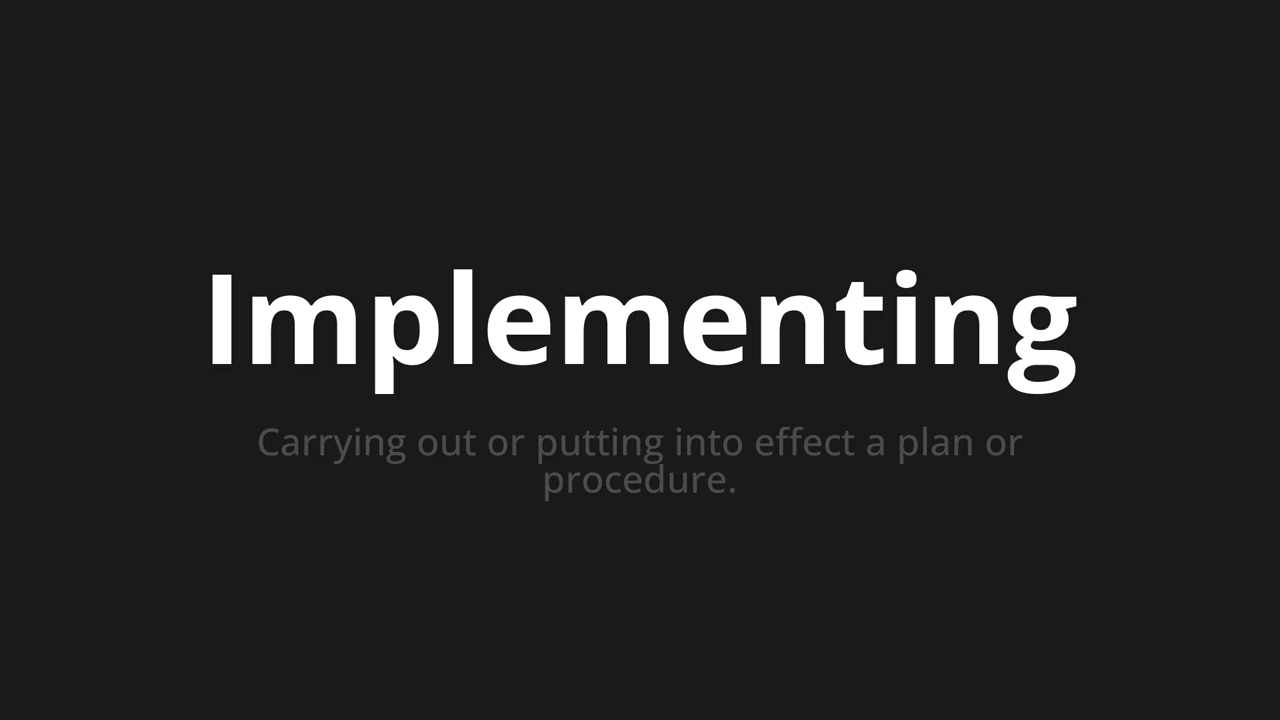 Implementing
Carrying out or putting into effect a plan or
procedure.